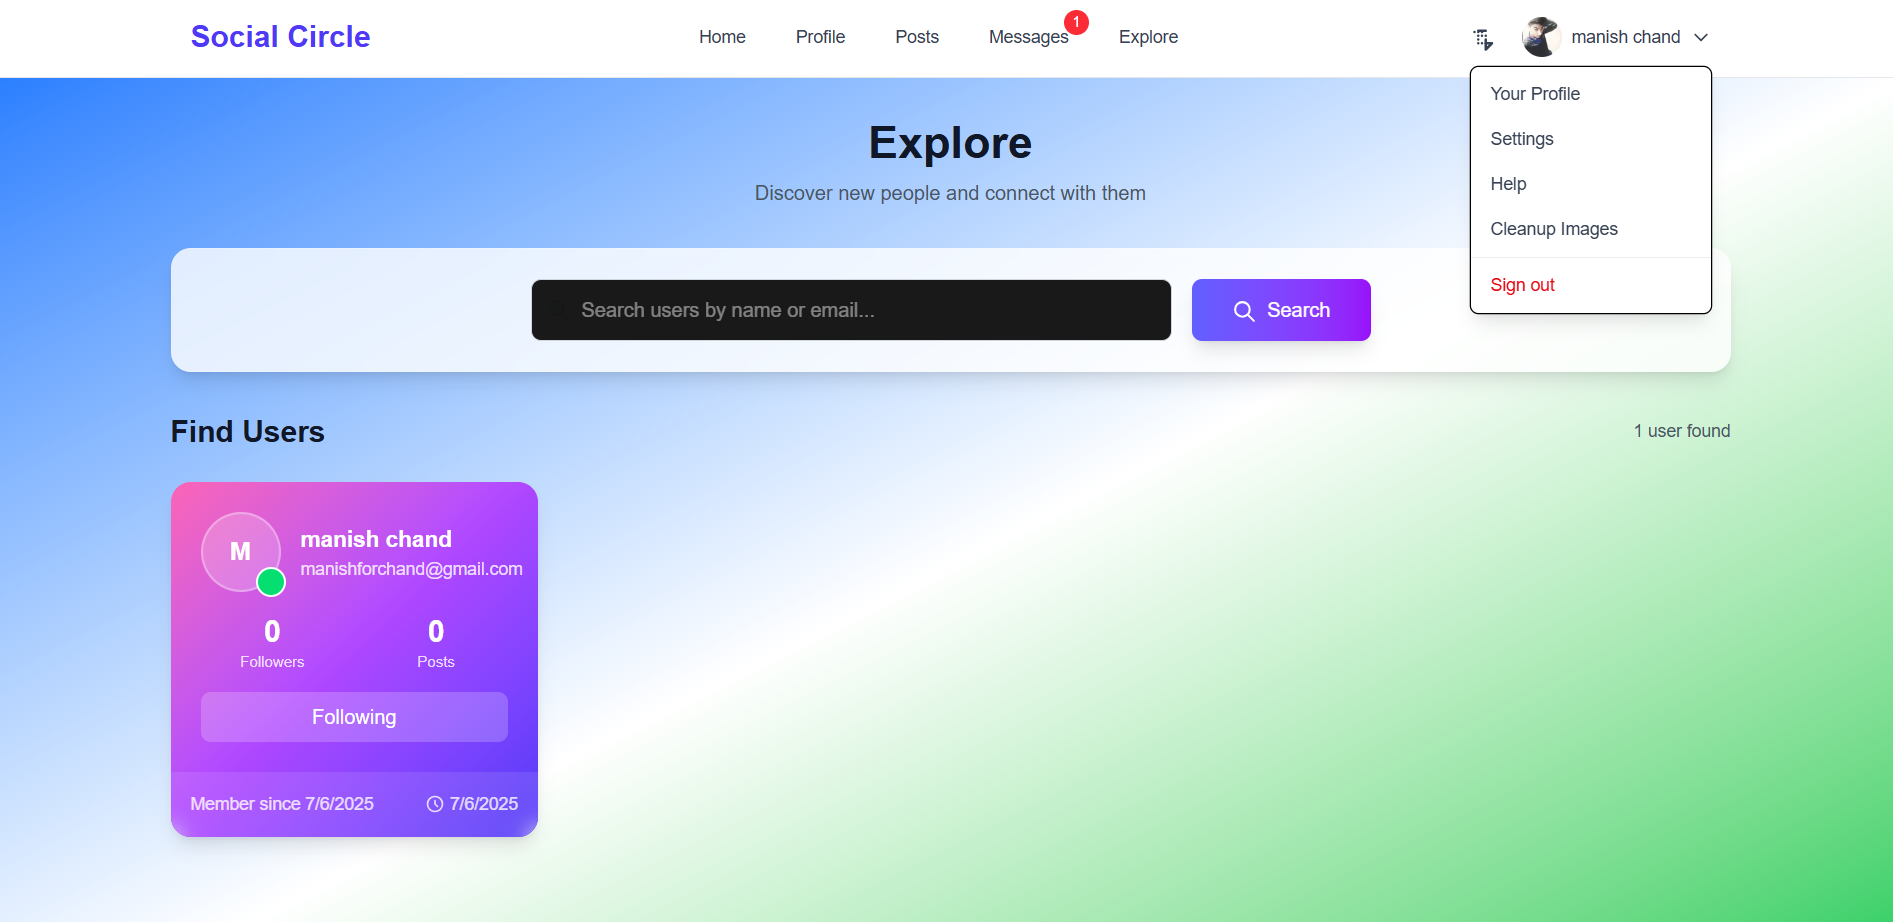 Social Circle
Home Profile Posts Messages 1 Explore
manish chand
Your Profile
Settings
Help
Cleanup Images
Sign out
Explore
Discover new people and connect with them
Search users by name or email...
Search
Find Users
1 user found
M
manish chand
manishforchand@gmail.com
0 0
Followers Posts
Following
Member since 7/6/2025 7/6/2025